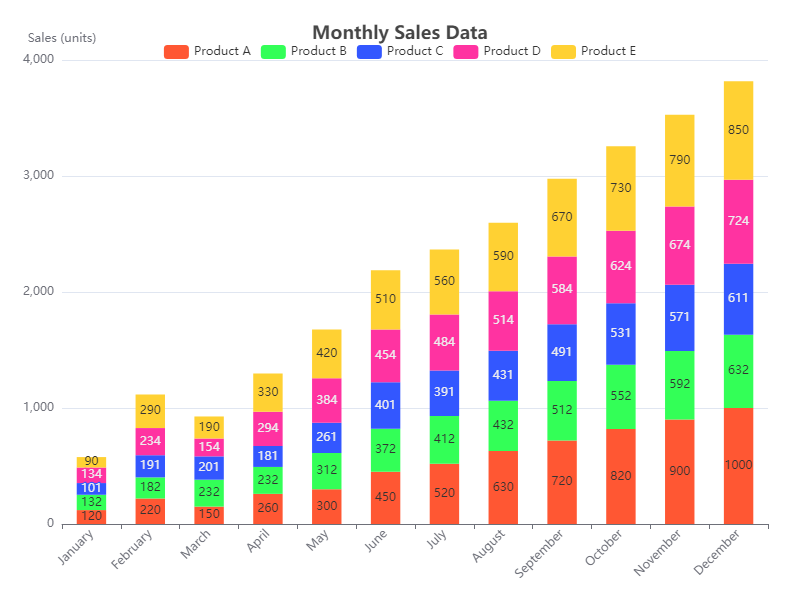 Monthly Sales Data
Sales (units)
Product A Product B Product C Product D Product E
4,000
3,000
2,000
1,000
0
90 290 190 330 420 510 560 590 670 730 790 850
134 234 154 294 384 454 484 514 584 624 674 724
101 191 201 181 261 401 391 431 491 531 571 611
132 182 232 232 312 372 412 432 512 552 592 632
120 220 150 260 300 450 520 630 720 820 900 1000
January February March April May June July August September October November December